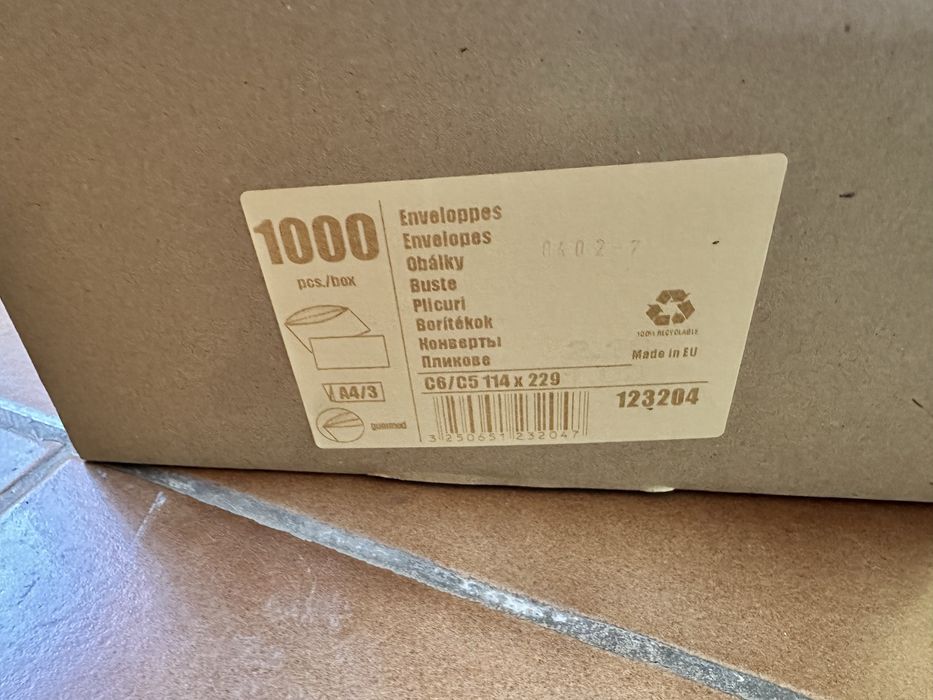 1000
pcs./box
A4/3
gummed
Enveloppes
Envelopes
Obálky
Buste
Plicuri
Borítékok
Конверты
Пликове
0402-7
100% RECYCLABLE
Made in EU
C6/C5 114 x 229
123204
3 250651 232047